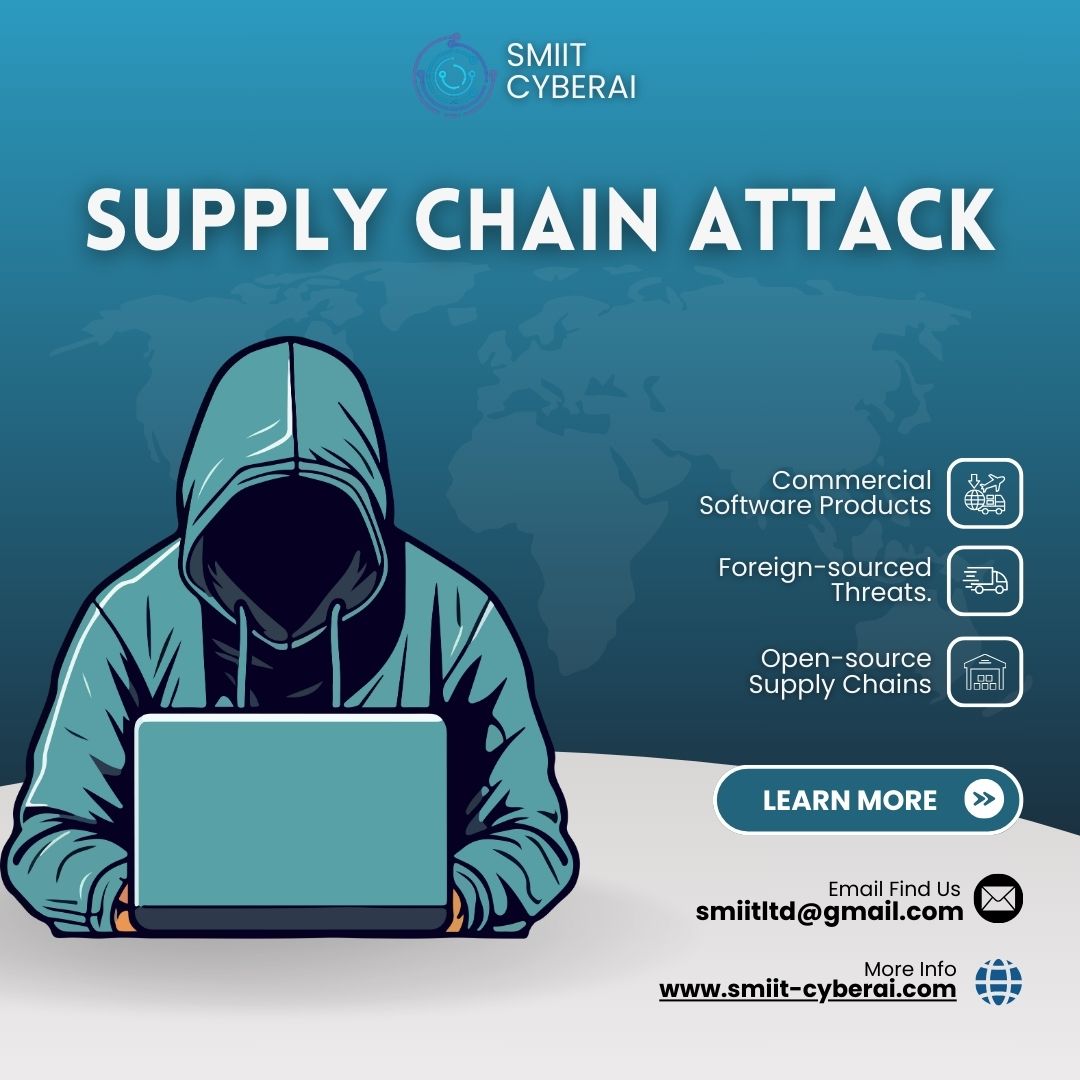 SMIIT
CYBERAI
SUPPLY CHAIN ATTACK
Commercial
Software Products
Foreign-sourced
Threats.
Open-source
Supply Chains
LEARN MORE
Email Find Us
smiitltd@gmail.com
More Info
www.smiit-cyberai.com